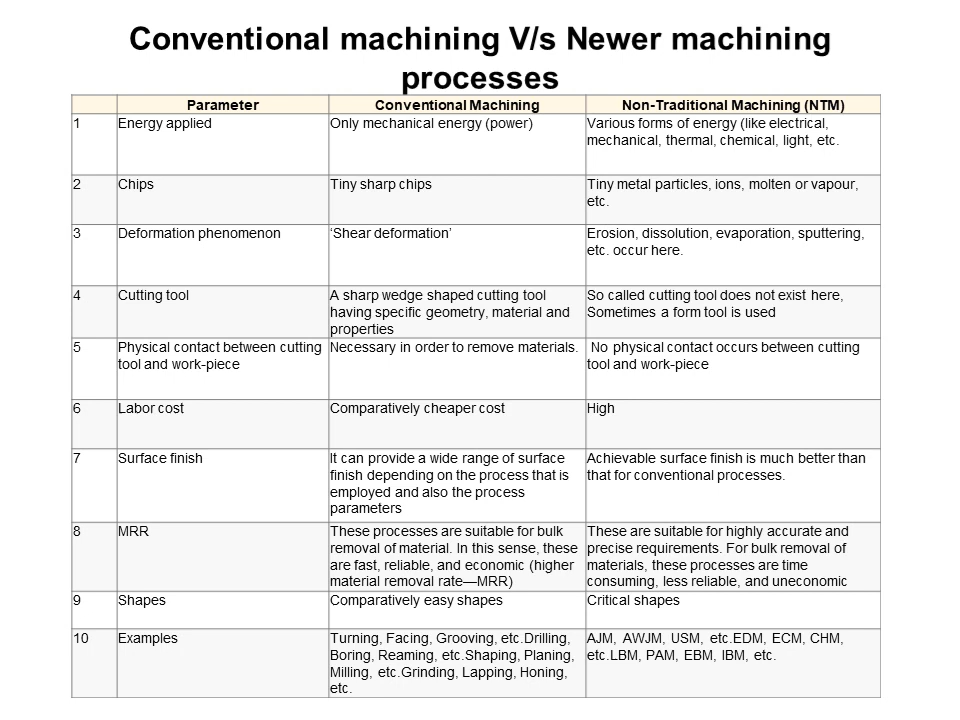 Conventional machining V/s Newer machining
processes
Parameter Conventional Machining Non-Traditional Machining (NTM)
1 Energy applied Only mechanical energy (power) Various forms of energy (like electrical,
mechanical, thermal, chemical, light, etc.
2 Chips Tiny sharp chips Tiny metal particles, ions, molten or vapour,
etc.
3 Deformation phenomenon ‘Shear deformation’ Erosion, dissolution, evaporation, sputtering,
etc. occur here.
4 Cutting tool A sharp wedge shaped cutting tool So called cutting tool does not exist here,
having specific geometry, material and Sometimes a form tool is used
properties
5 Physical contact between cutting Necessary in order to remove materials. No physical contact occurs between cutting
tool and work-piece tool and work-piece
6 Labor cost Comparatively cheaper cost High
7 Surface finish It can provide a wide range of surface Achievable surface finish is much better than
finish depending on the process that is that for conventional processes.
employed and also the process
parameters
8 MRR These processes are suitable for bulk These are suitable for highly accurate and
removal of material. In this sense, these precise requirements. For bulk removal of
are fast, reliable, and economic (higher materials, these processes are time
material removal rate—MRR) consuming, less reliable, and uneconomic
9 Shapes Comparatively easy shapes Critical shapes
10 Examples Turning, Facing, Grooving, etc.Drilling, AJM, AWJM, USM, etc.EDM, ECM, CHM,
Boring, Reaming, etc.Shaping, Planing, etc.LBM, PAM, EBM, IBM, etc.
Milling, etc.Grinding, Lapping, Honing,
etc.